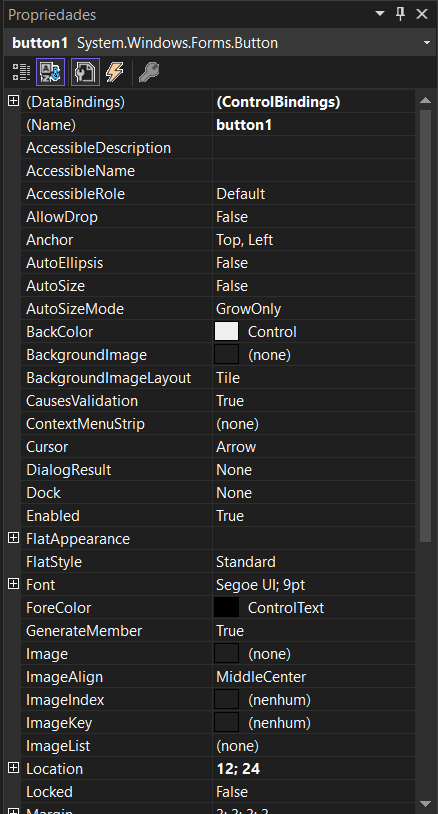 Propriedades
button1 System.Windows.Forms.Button
(DataBindings) (ControlBindings)
(Name) button1
AccessibleDescription
AccessibleName
AccessibleRole Default
AllowDrop False
Anchor Top, Left
AutoEllipsis False
AutoSize False
AutoSizeMode GrowOnly
BackColor Control
BackgroundImage (none)
BackgroundImageLayout Tile
CausesValidation True
ContextMenuStrip (none)
Cursor Arrow
DialogResult None
Dock None
Enabled True
FlatAppearance
FlatStyle Standard
Font Segoe UI; 9pt
ForeColor ControlText
GenerateMember True
Image (none)
ImageAlign MiddleCenter
ImageIndex (nenhum)
ImageKey (nenhum)
ImageList (none)
Location 12; 24
Locked False
Margin